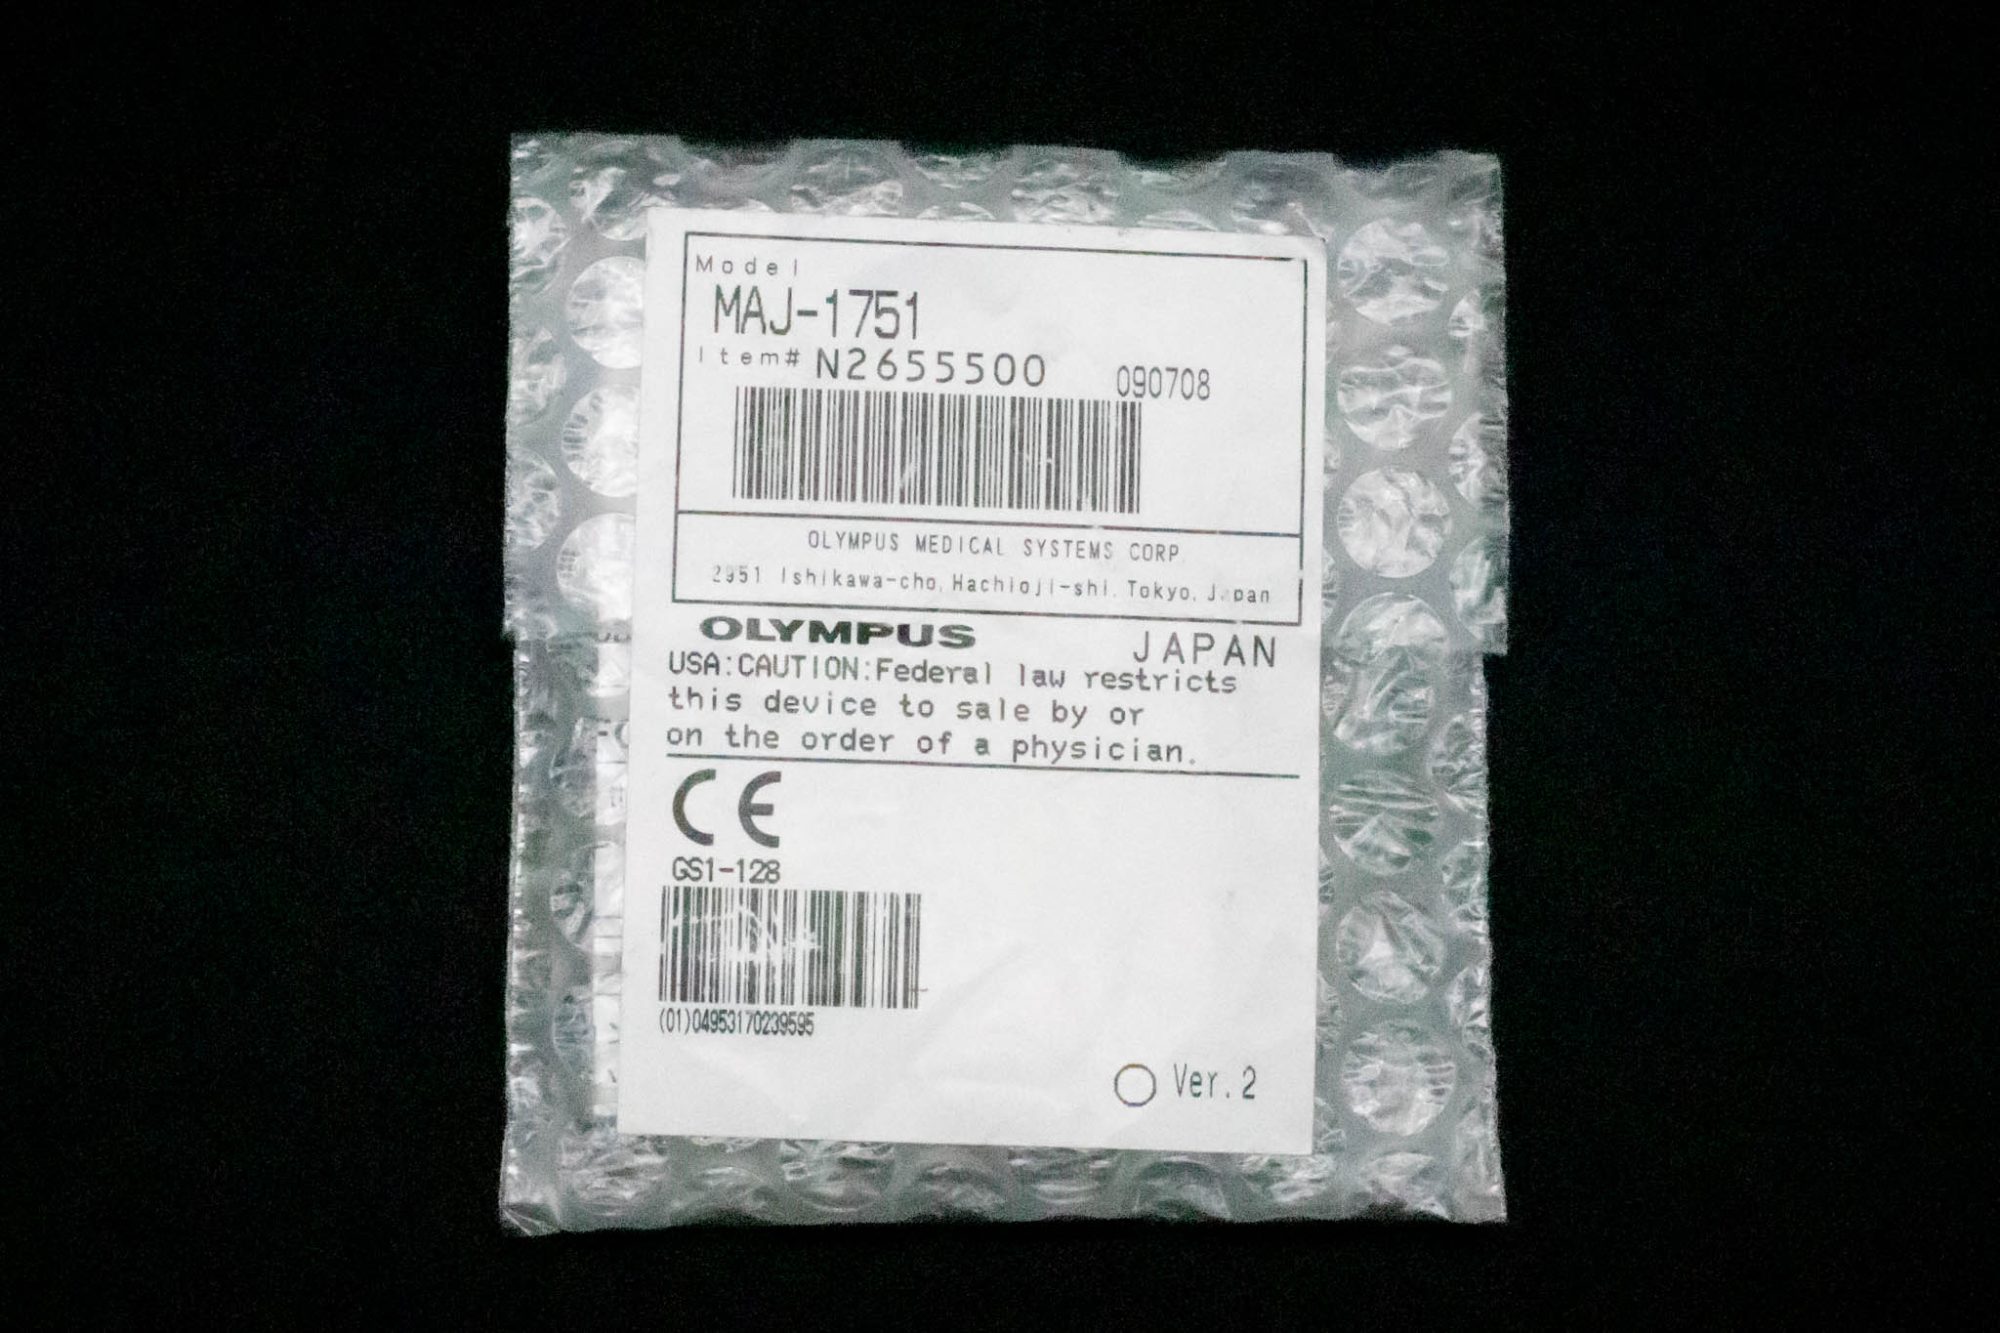 Model
MAJ-1751
Item# N2655500 090708
OLYMPUS MEDICAL SYSTEMS CORP.
2951 Ishikawa-cho, Hachioji-shi, Tokyo, Japan
OLYMPUS JAPAN
USA:CAUTION:Federal law restricts
this device to sale by or
on the order of a physician.
CE
GS1-128
(01)04953170239595
Ver.2